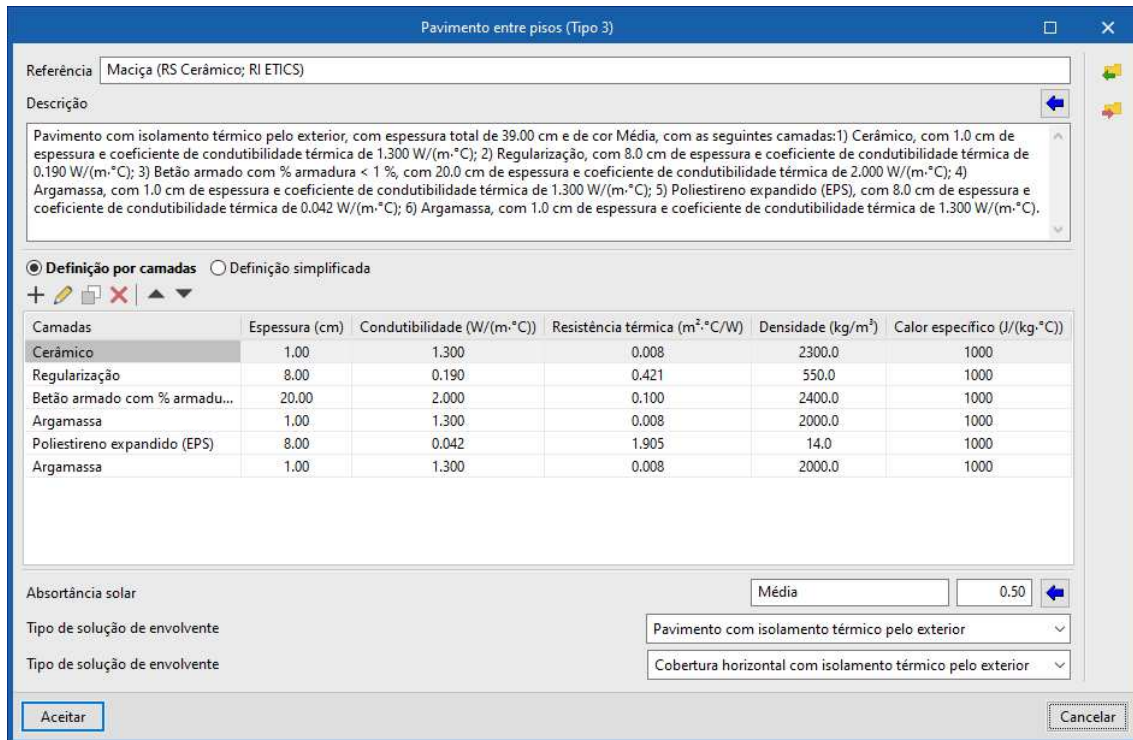 Pavimento entre pisos (Tipo 3)
Referência Maciça (RS Cerâmico; RI ETICS)
Descrição
Pavimento com isolamento térmico pelo exterior, com espessura total de 39.00 cm e de cor Média, com as seguintes camadas:1) Cerâmico, com 1.0 cm de
espessura e coeficiente de condutibilidade térmica de 1.300 W/(m·°C); 2) Regularização, com 8.0 cm de espessura e coeficiente de condutibilidade térmica de
0.190 W/(m·°C); 3) Betão armado com % armadura < 1 %, com 20.0 cm de espessura e coeficiente de condutibilidade térmica de 2.000 W/(m·°C); 4)
Argamassa, com 1.0 cm de espessura e coeficiente de condutibilidade térmica de 1.300 W/(m·°C); 5) Poliestireno expandido (EPS), com 8.0 cm de espessura e
coeficiente de condutibilidade térmica de 0.042 W/(m·°C); 6) Argamassa, com 1.0 cm de espessura e coeficiente de condutibilidade térmica de 1.300 W/(m·°C).
Definição por camadas Definição simplificada
Camadas Espessura (cm) Condutibilidade (W/(m·°C)) Resistência térmica (m²·°C/W) Densidade (kg/m³) Calor específico (J/(kg·°C))
Cerâmico 1.00 1.300 0.008 2300.0 1000
Regularização 8.00 0.190 0.421 550.0 1000
Betão armado com % armadu... 20.00 2.000 0.100 2400.0 1000
Argamassa 1.00 1.300 0.008 2000.0 1000
Poliestireno expandido (EPS) 8.00 0.042 1.905 14.0 1000
Argamassa 1.00 1.300 0.008 2000.0 1000
Absortância solar Média 0.50
Tipo de solução de envolvente Pavimento com isolamento térmico pelo exterior
Tipo de solução de envolvente Cobertura horizontal com isolamento térmico pelo exterior
Aceitar Cancelar